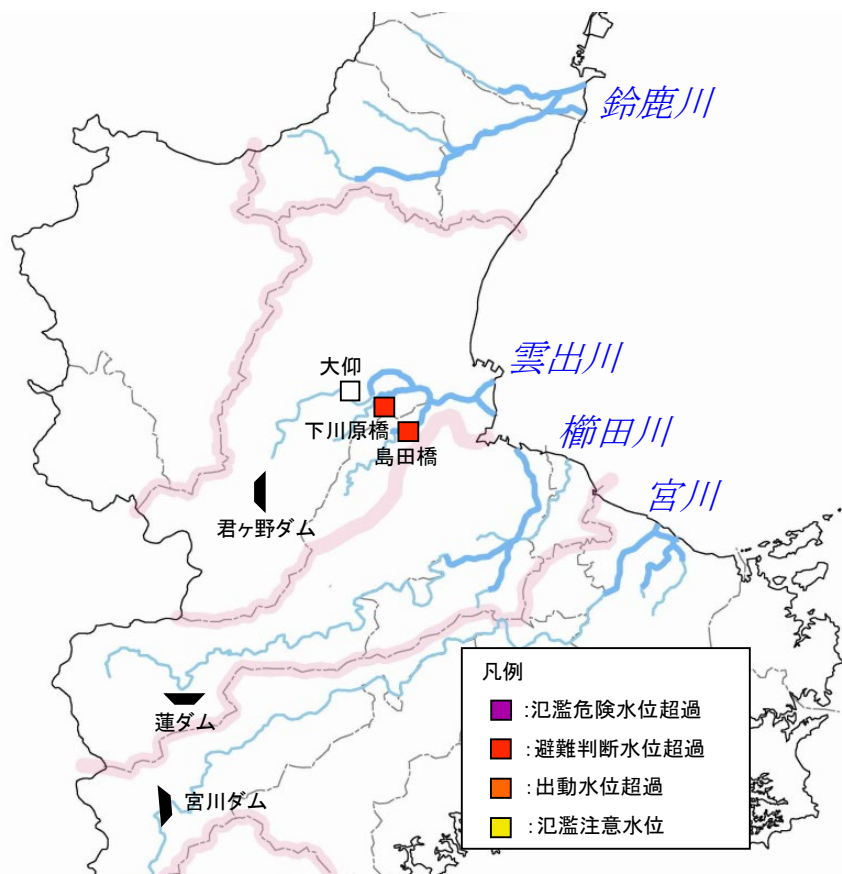 鈴鹿川
雲出川
大仰
下川原橋
島田橋
櫛田川
宮川
君ヶ野ダム
蓮ダム
宮川ダム
凡例
:氾濫危険水位超過
:避難判断水位超過
:出動水位超過
:氾濫注意水位